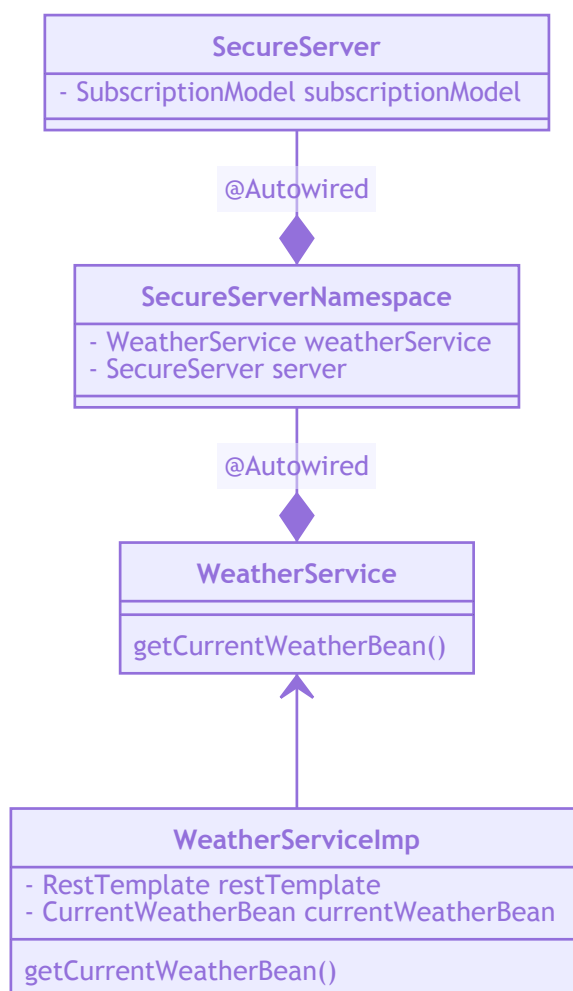 SecureServer
- SubscriptionModel subscriptionModel
@Autowired
SecureServerNamespace
- WeatherService weatherService
- SecureServer server
@Autowired
WeatherService
getCurrentWeatherBean()
WeatherServiceImp
- RestTemplate restTemplate
- CurrentWeatherBean currentWeatherBean
getCurrentWeatherBean()